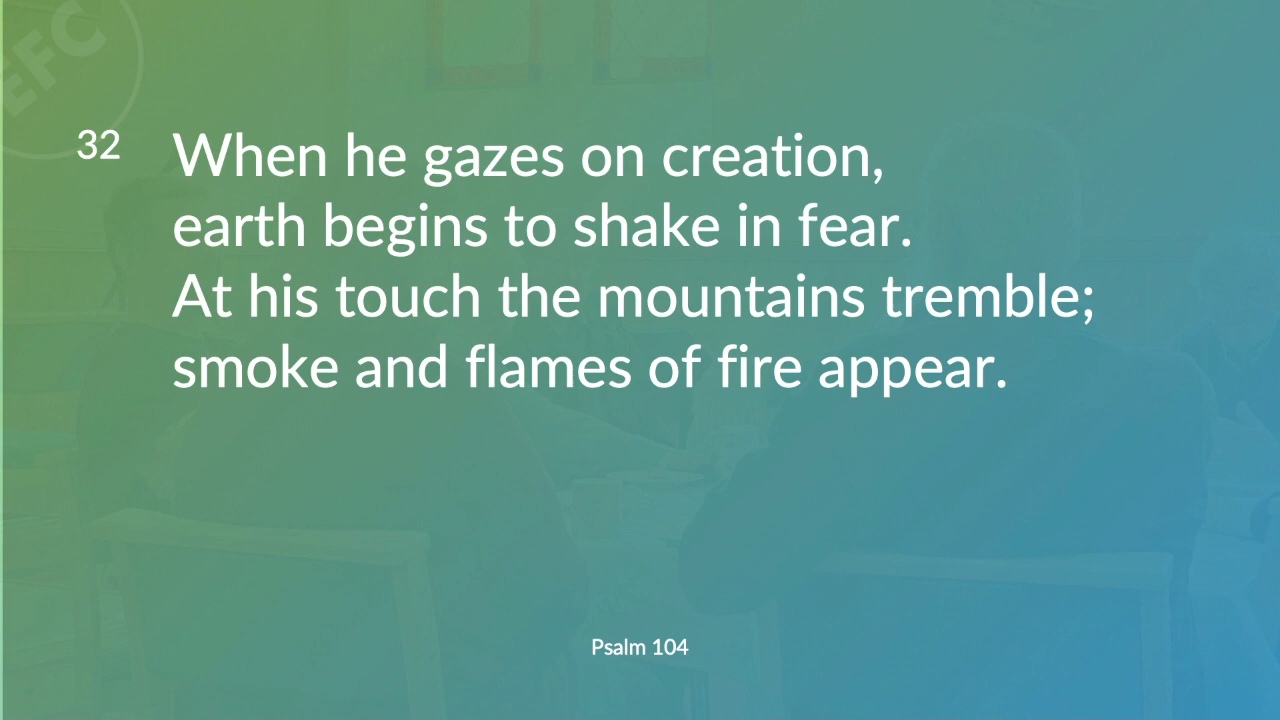 EFC
32 When he gazes on creation,
earth begins to shake in fear.
At his touch the mountains tremble;
smoke and flames of fire appear.
Psalm 104